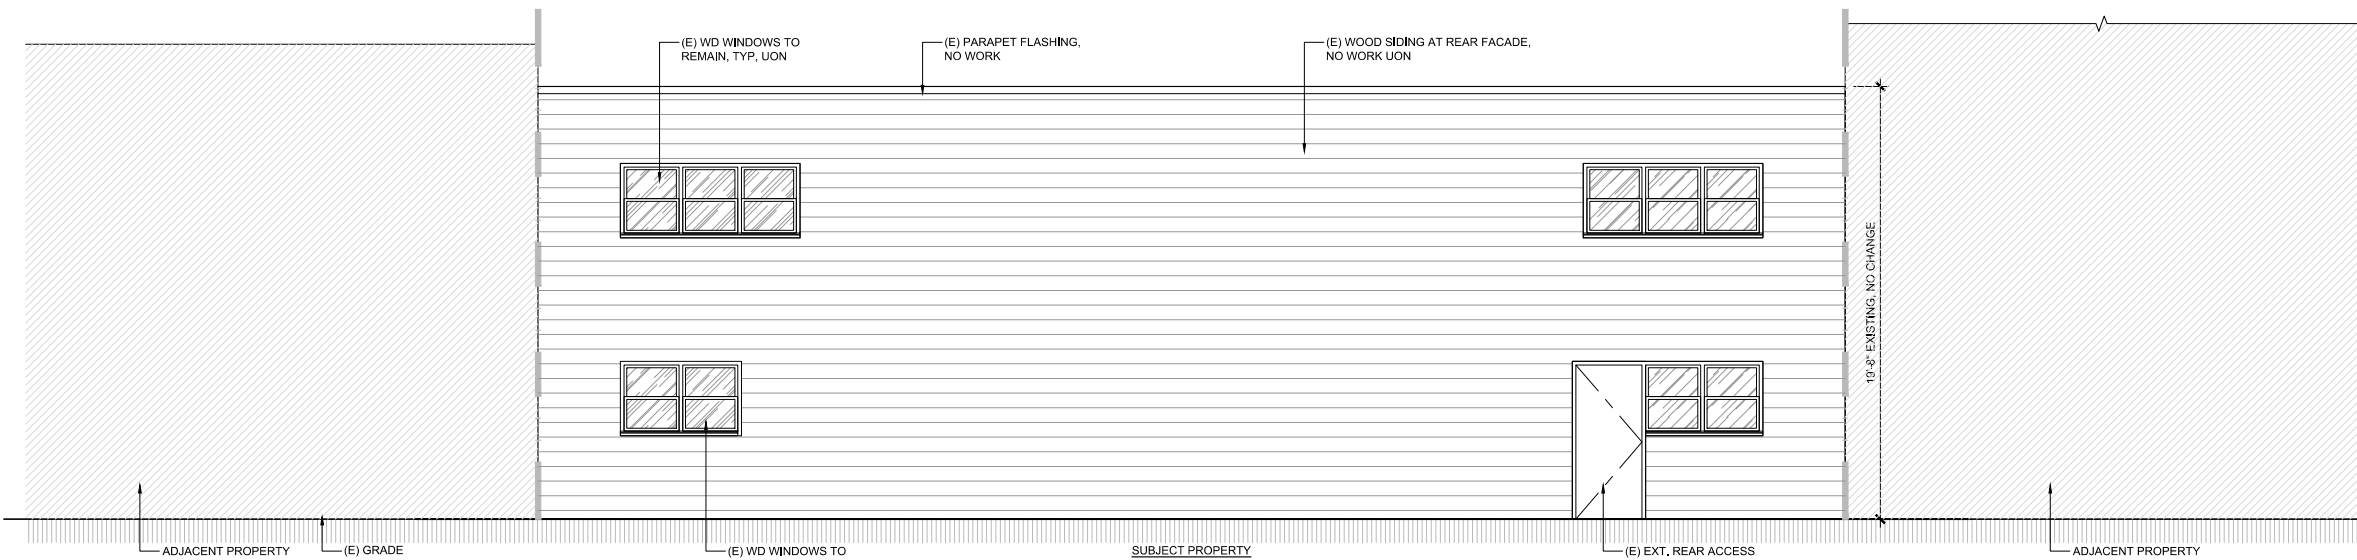 (E) WD WINDOWS TO
REMAIN, TYP, UON
(E) PARAPET FLASHING,
NO WORK
(E) WOOD SIDING AT REAR FACADE,
NO WORK UON
19'-8" EXISTING, NO CHANGE
ADJACENT PROPERTY
(E) GRADE
(E) WD WINDOWS TO
SUBJECT PROPERTY
(E) EXT. REAR ACCESS
ADJACENT PROPERTY